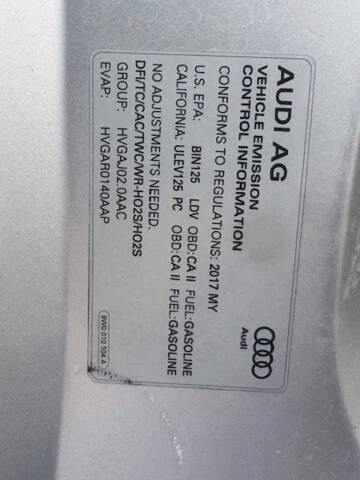 AUDI AG
VEHICLE EMISSION
CONTROL INFORMATION
Audi
CONFORMS TO REGULATIONS: 2017 MY
U.S. EPA: BIN125 LDV OBD:CA II FUEL:GASOLINE
CALIFORNIA: ULEV125 PC OBD:CA II FUEL:GASOLINE
NO ADJUSTMENTS NEEDED.
DFI/TC/CAC/TWC/WR-HO2S/HO2S
GROUP: HVGAJ02.0AAC
EVAP: HVGAR0140AAP
8W0 010 504 A